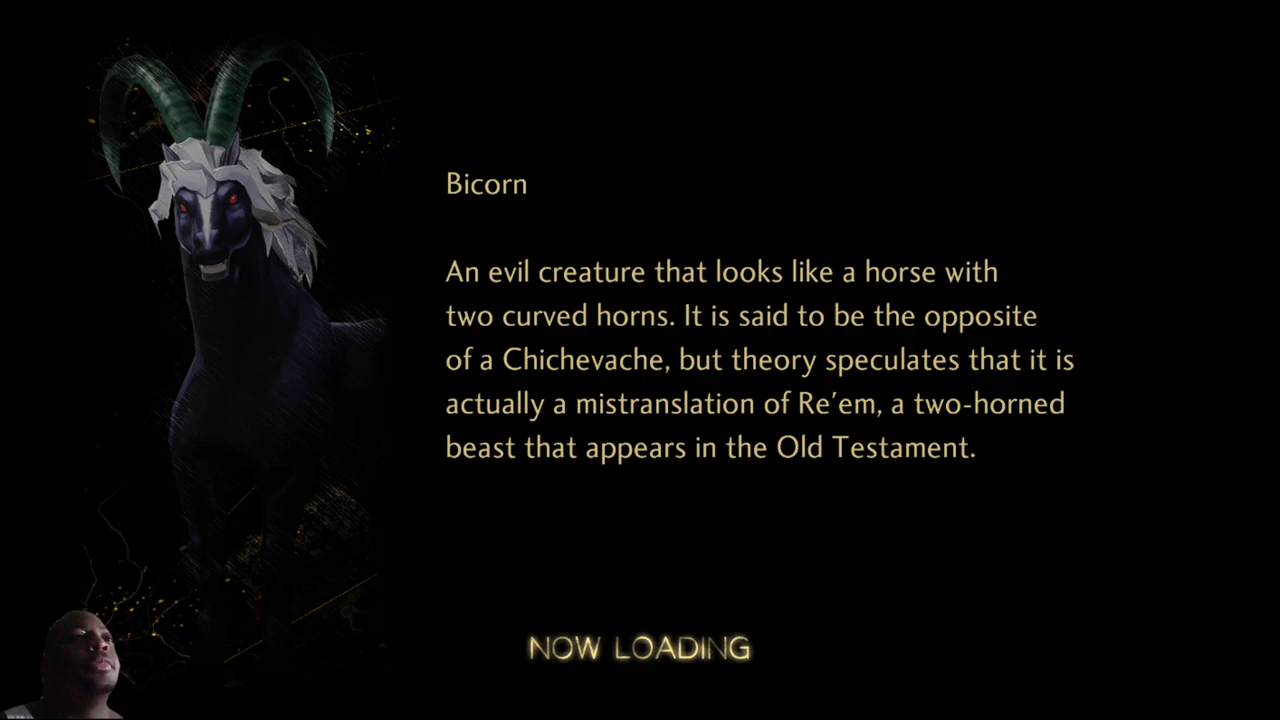 Bicorn
An evil creature that looks like a horse with
two curved horns. It is said to be the opposite
of a Chichevache, but theory speculates that it is
actually a mistranslation of Re'em, a two-horned
beast that appears in the Old Testament.
NOW LOADING